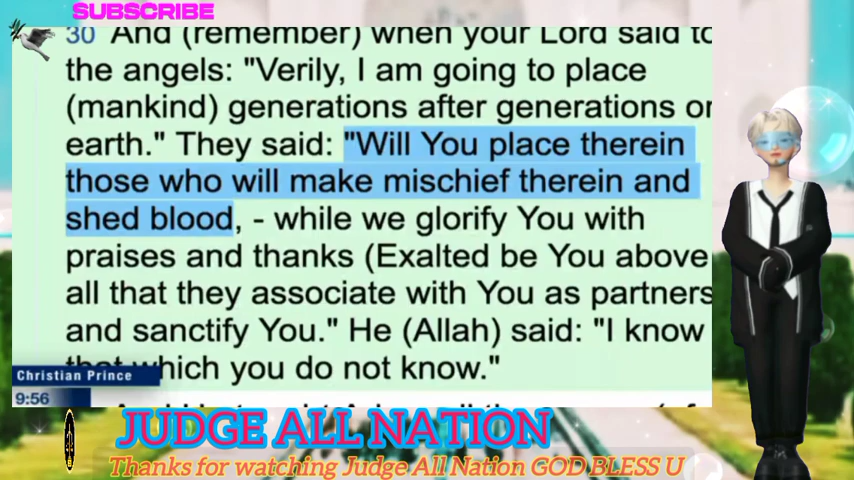 SUBSCRIBE
30 And (remember) when your Lord said to
the angels: "Verily, I am going to place
(mankind) generations after generations or
earth." They said: "Will You place therein
those who will make mischief therein and
shed blood, - while we glorify You with
praises and thanks (Exalted be You above
all that they associate with You as partners
and sanctify You." He (Allah) said: "I know
that which you do not know."
Christian Prince
9:56
JUDGE ALL NATION
Thanks for watching Judge All Nation GOD BLESS U